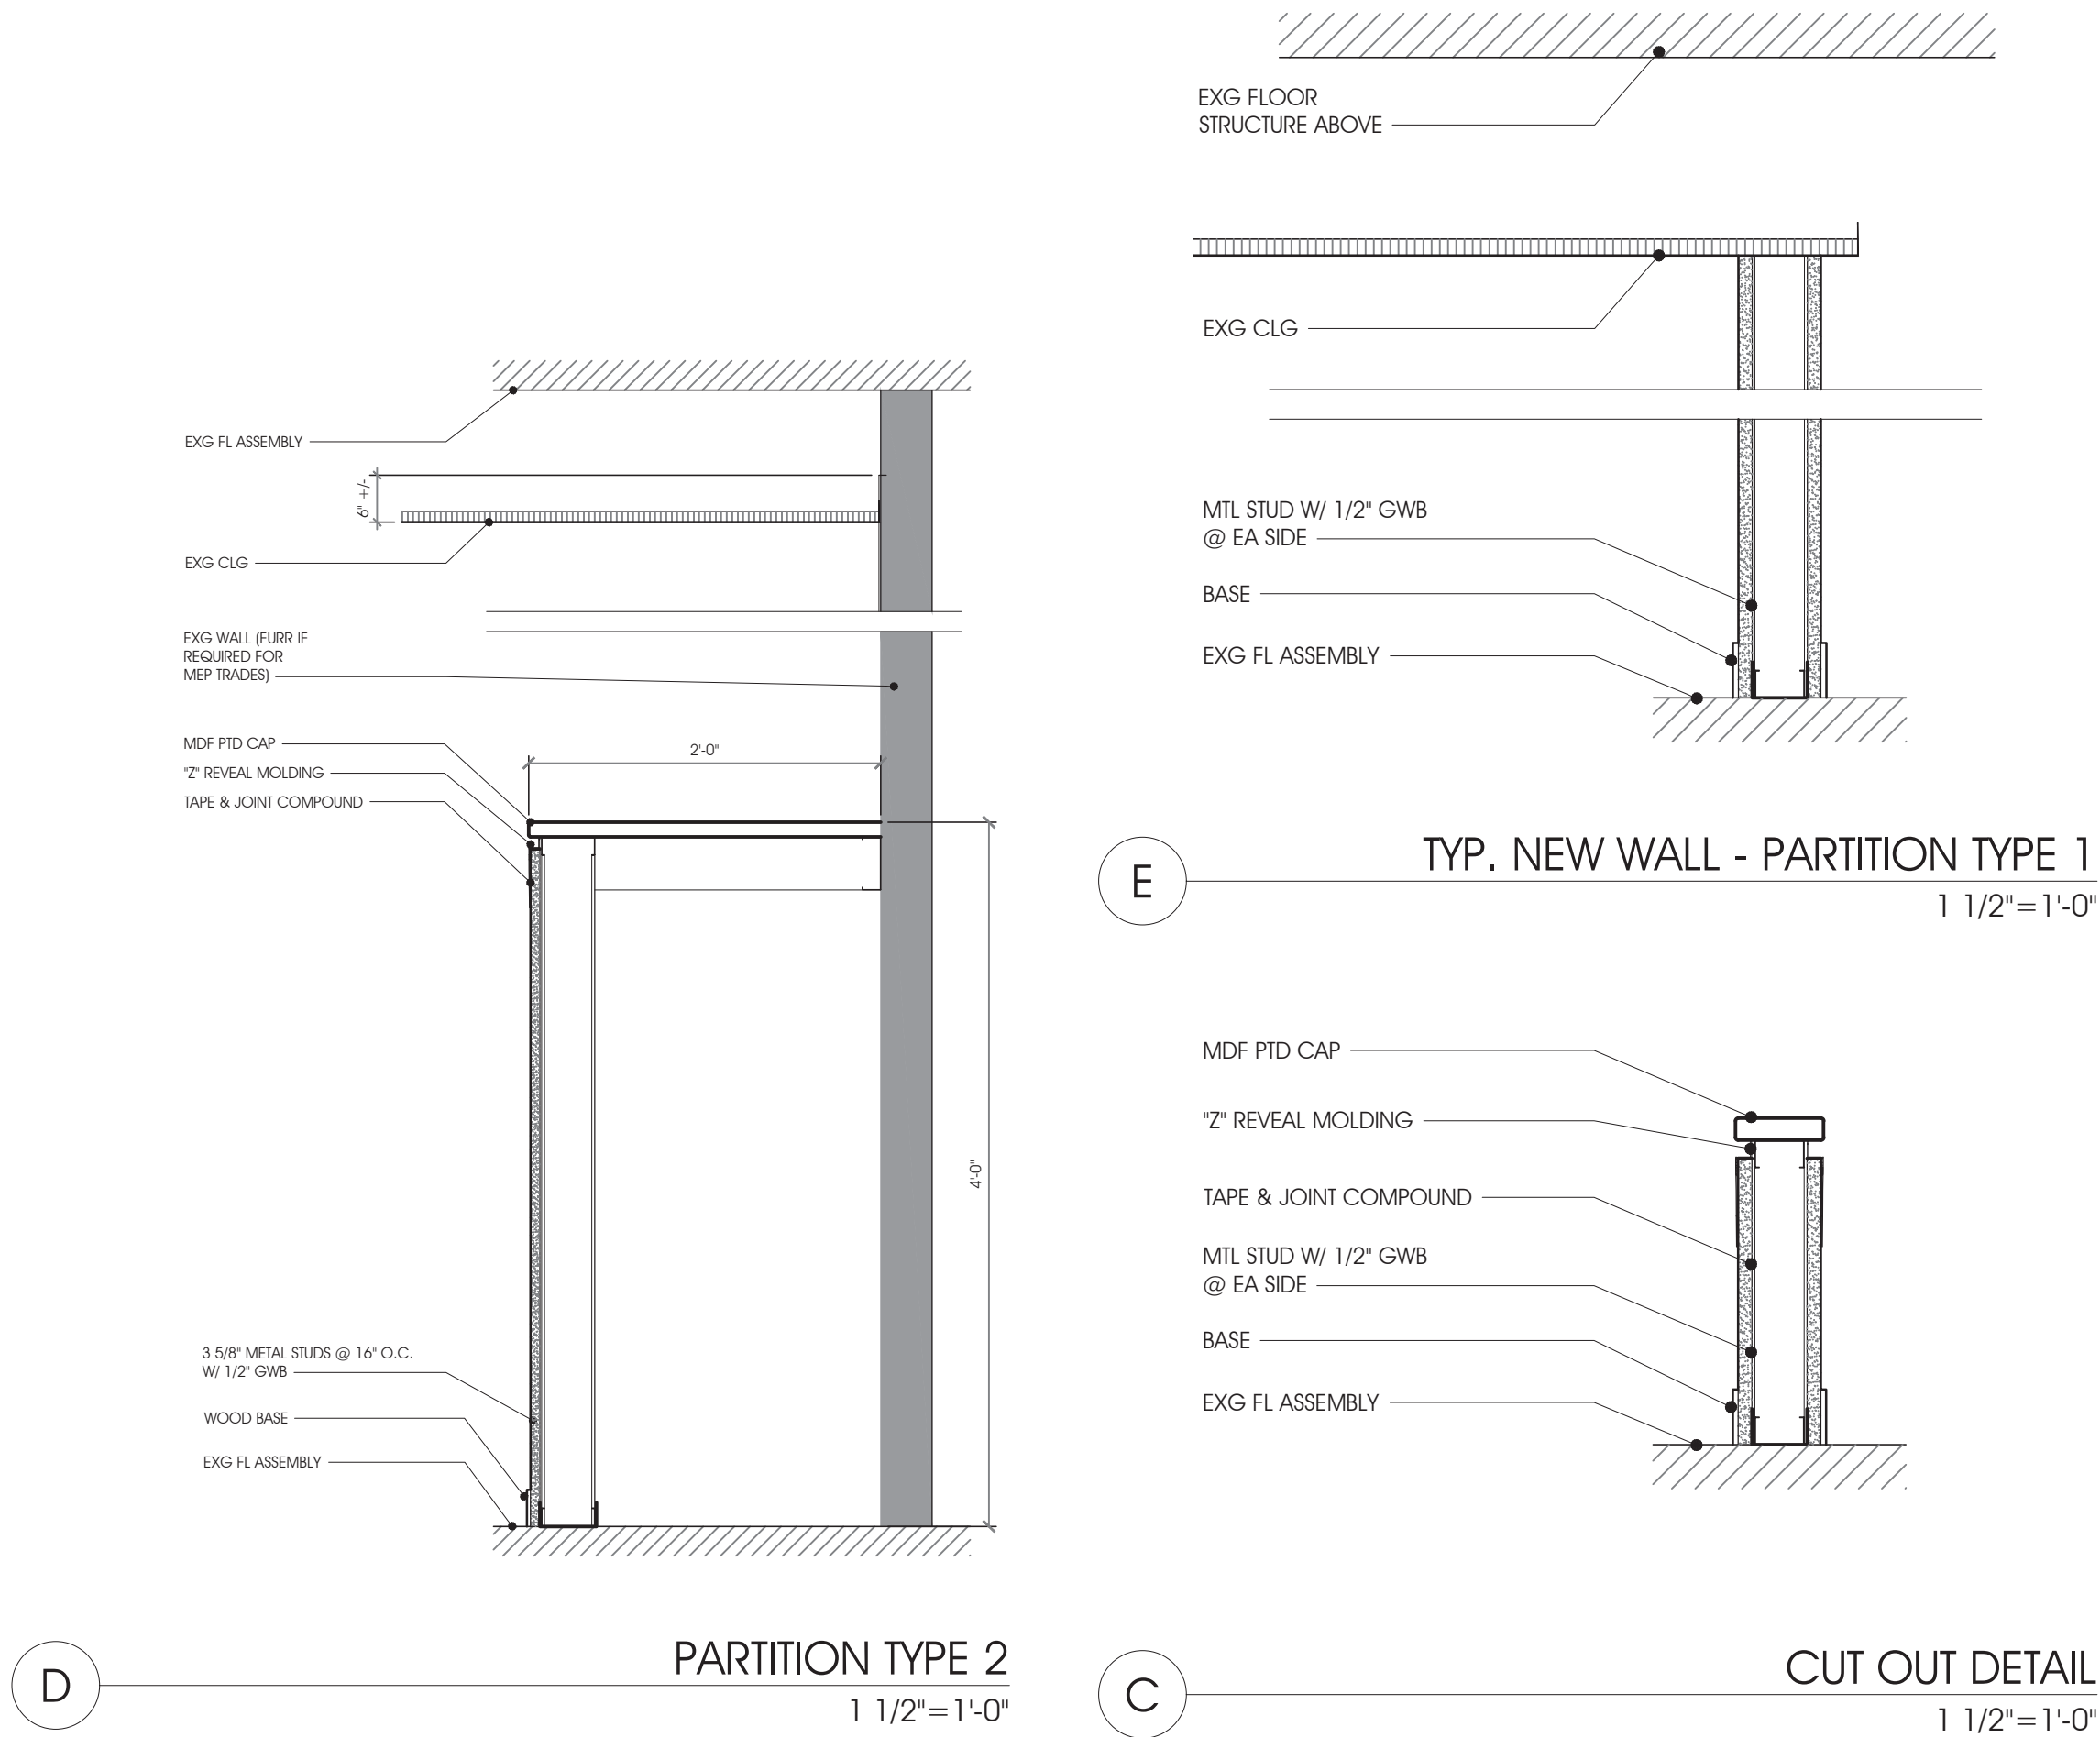 EXG FL ASSEMBLY
6" +/-
EXG CLG
EXG WALL (FURR IF
REQUIRED FOR
MEP TRADES)
MDF PTD CAP
"Z" REVEAL MOLDING
TAPE & JOINT COMPOUND
2'-0"
4'-0"
3 5/8" METAL STUDS @ 16" O.C.
W/ 1/2" GWB
WOOD BASE
EXG FL ASSEMBLY
D
PARTITION TYPE 2
1 1/2"=1'-0"
EXG FLOOR
STRUCTURE ABOVE
EXG CLG
MTL STUD W/ 1/2" GWB
@ EA SIDE
BASE
EXG FL ASSEMBLY
E
TYP. NEW WALL - PARTITION TYPE 1
1 1/2"=1'-0"
MDF PTD CAP
"Z" REVEAL MOLDING
TAPE & JOINT COMPOUND
MTL STUD W/ 1/2" GWB
@ EA SIDE
BASE
EXG FL ASSEMBLY
C
CUT OUT DETAIL
1 1/2"=1'-0"